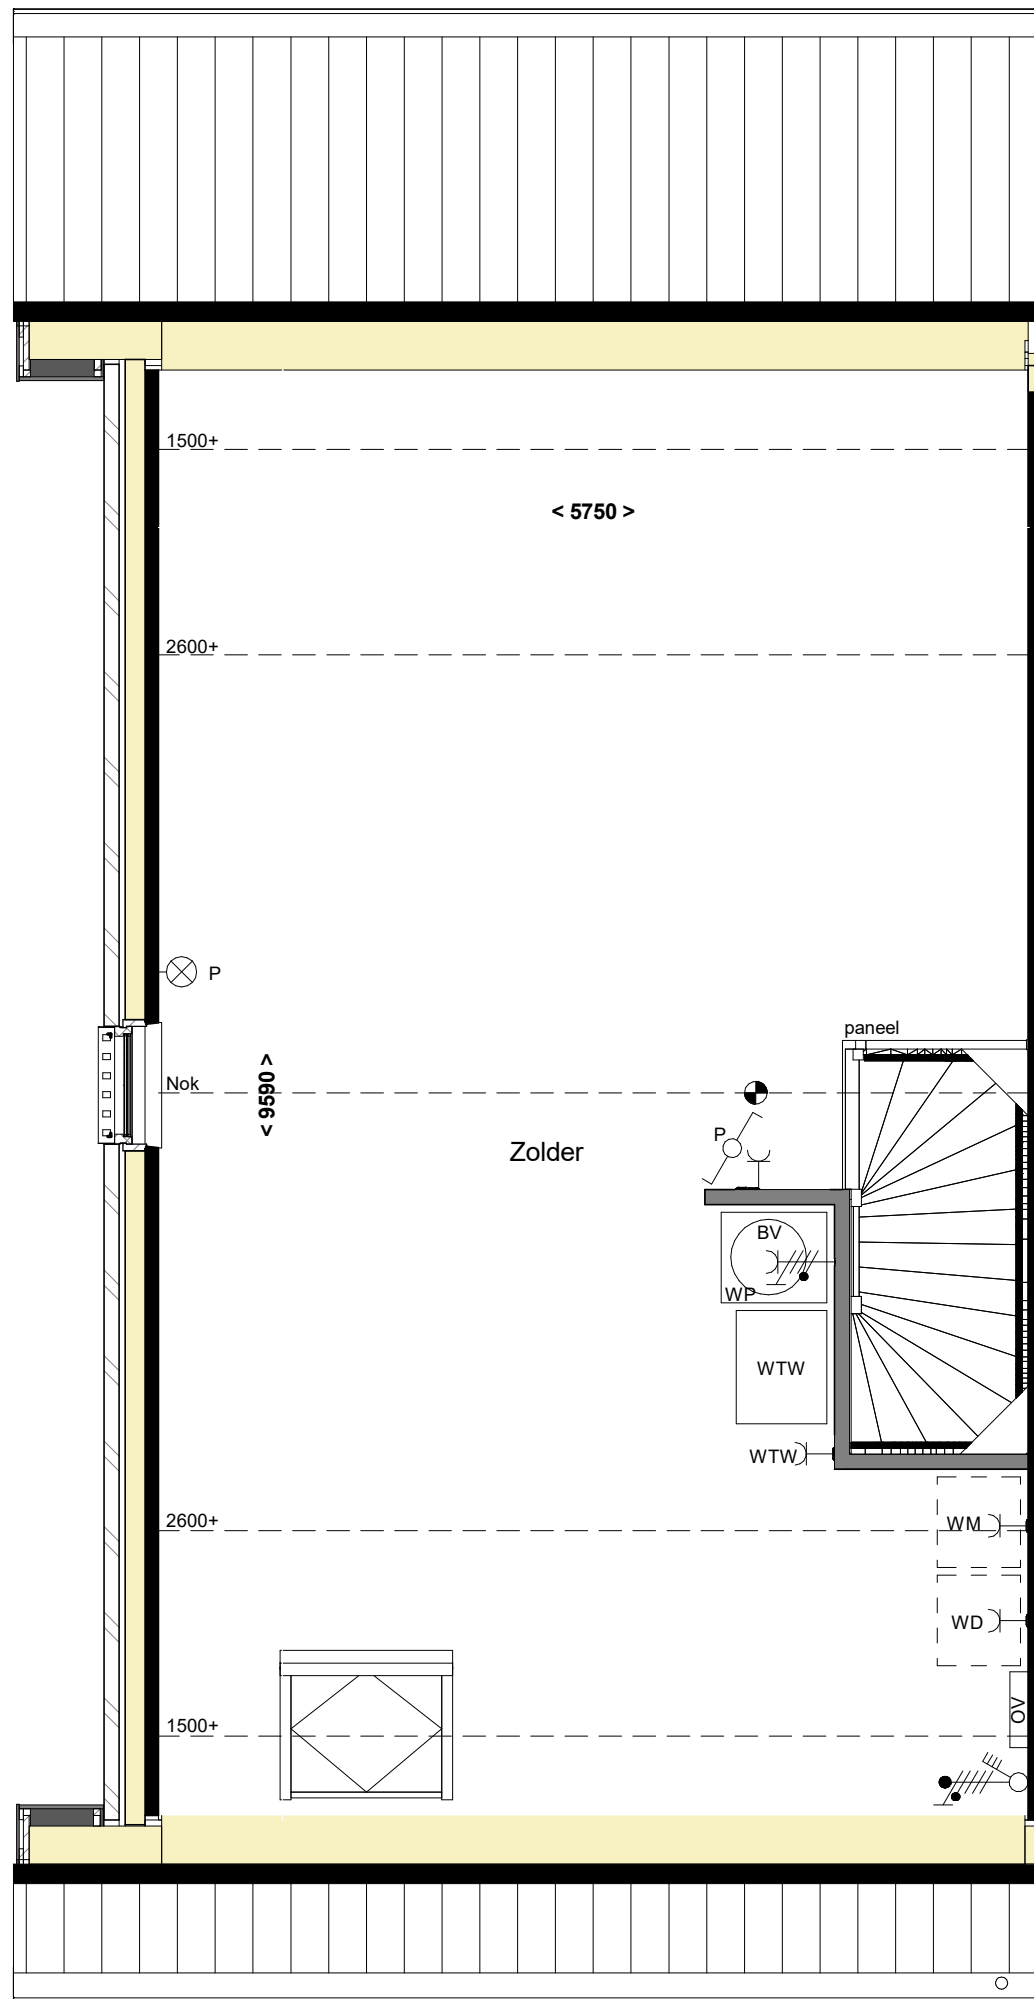 1500+
< 5750 >
2600+
P
paneel
Nok
< 9590 >
P
Zolder
BV
WP
WTW
WTW
2600+
WM
WD
OV
1500+